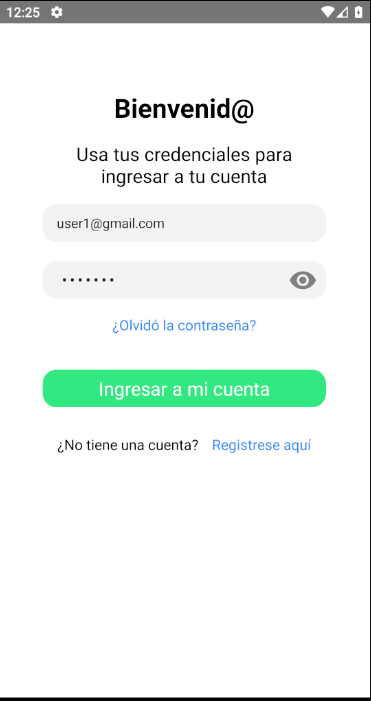 12:25
Bienvenid@
Usa tus credenciales para
ingresar a tu cuenta
user1@gmail.com
•••••••
¿Olvidó la contraseña?
Ingresar a mi cuenta
¿No tiene una cuenta? Registrese aquí